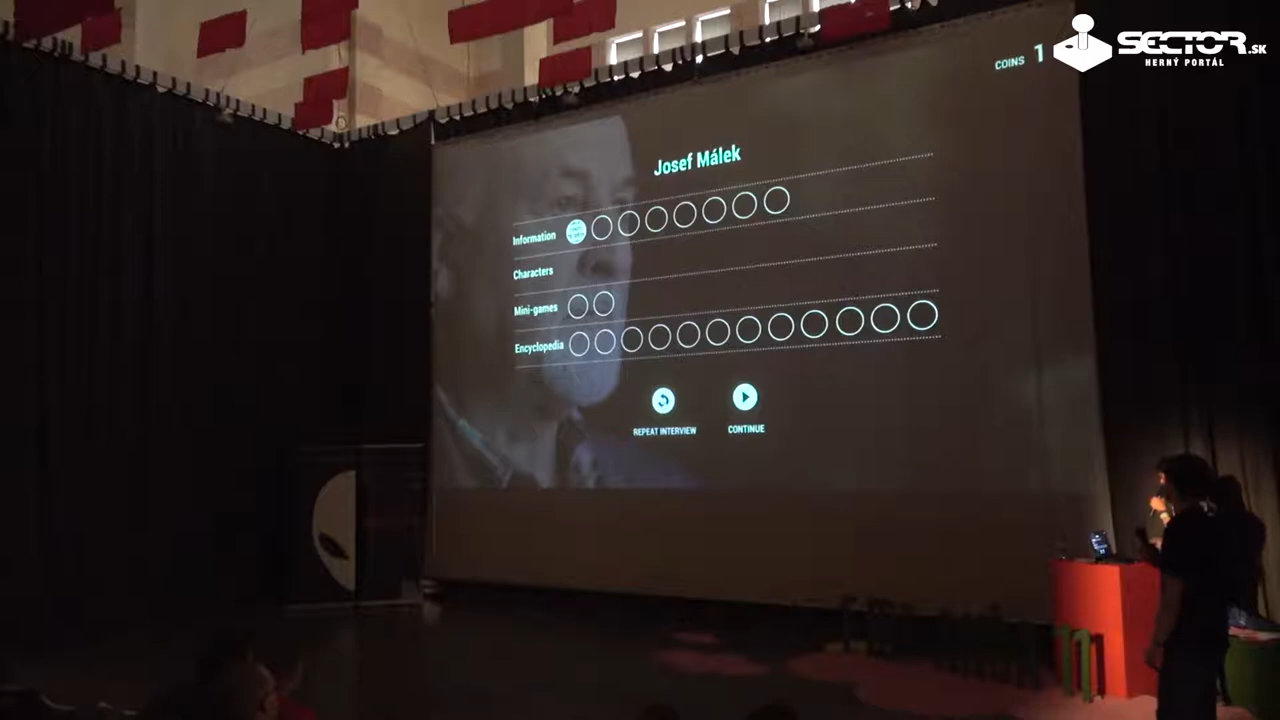 SECTOR.SK
HERNÝ PORTÁL
COINS 1
Josef Málek
Information
Characters
Mini-games
Encyclopedia
REPEAT INTERVIEW
CONTINUE